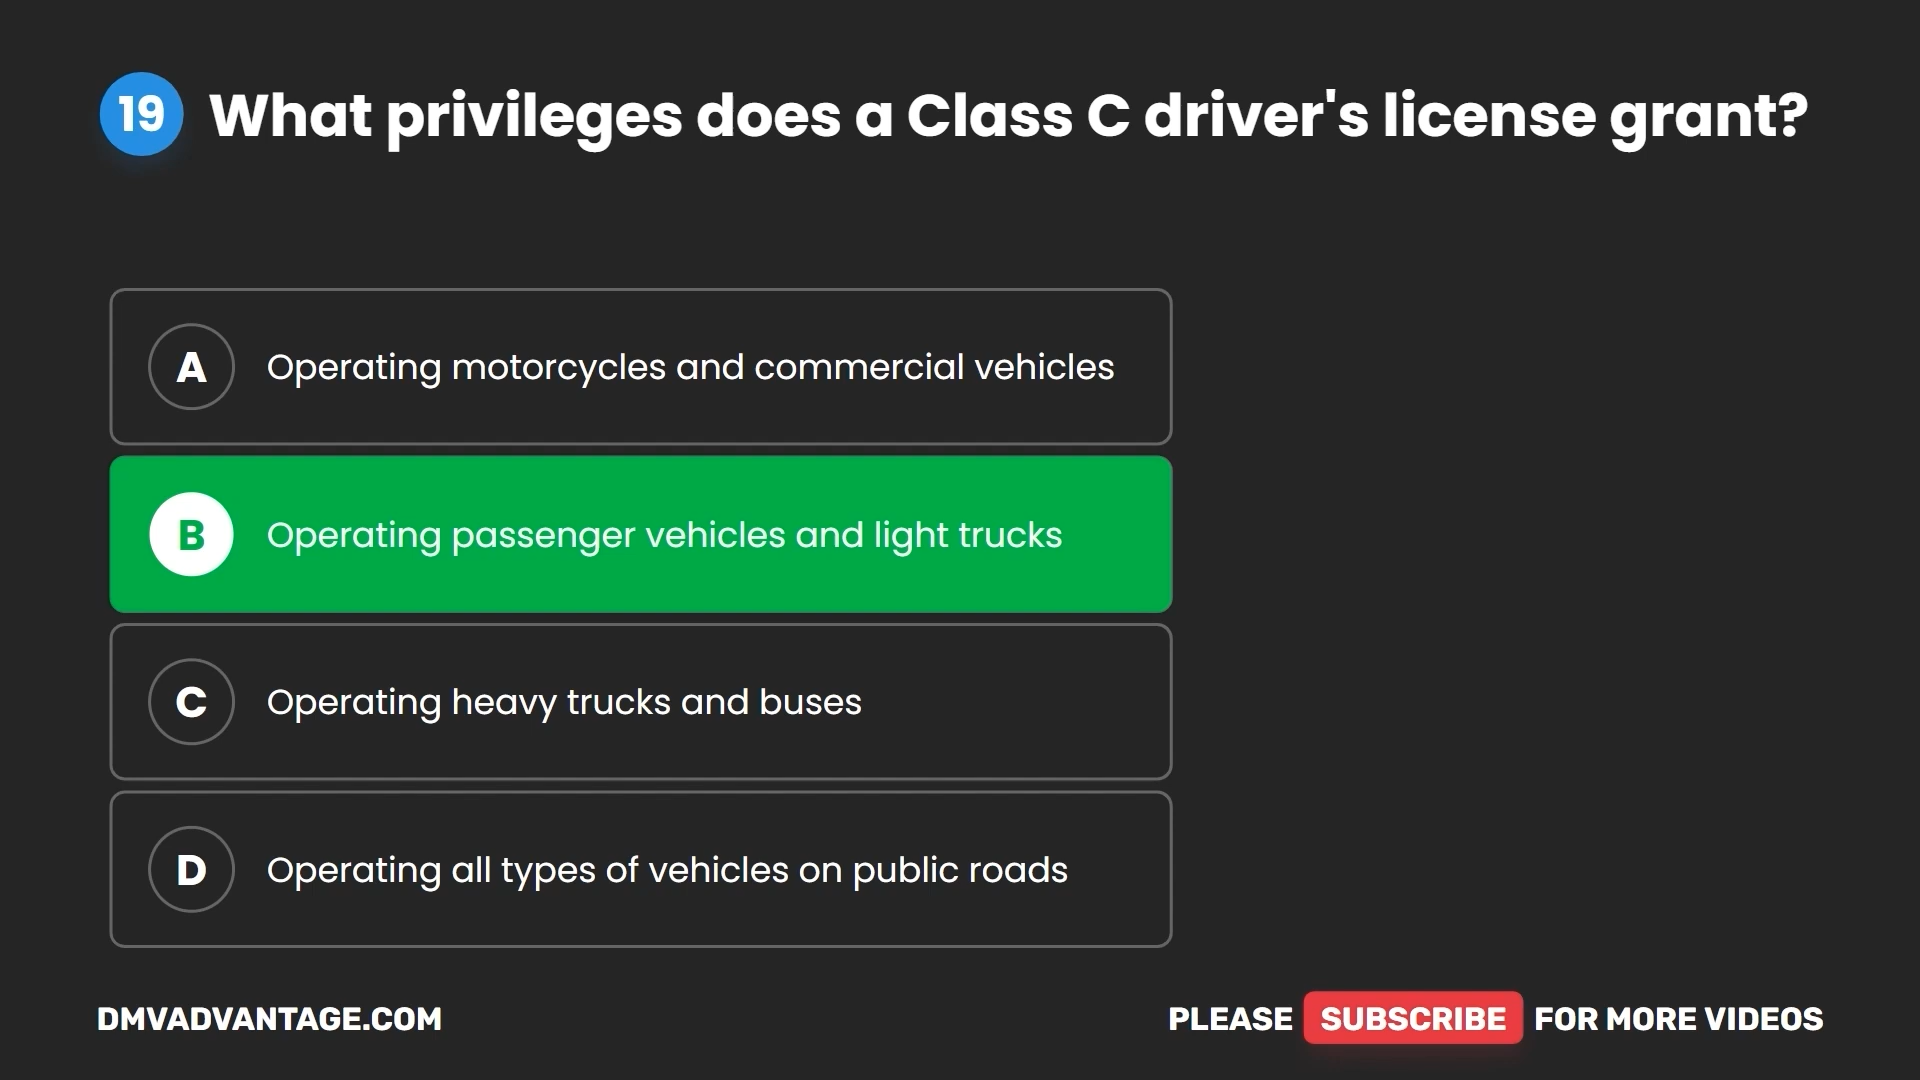 19 What privileges does a Class C driver's license grant?
A Operating motorcycles and commercial vehicles
B Operating passenger vehicles and light trucks
C Operating heavy trucks and buses
D Operating all types of vehicles on public roads
DMVADVANTAGE.COM
PLEASE SUBSCRIBE FOR MORE VIDEOS